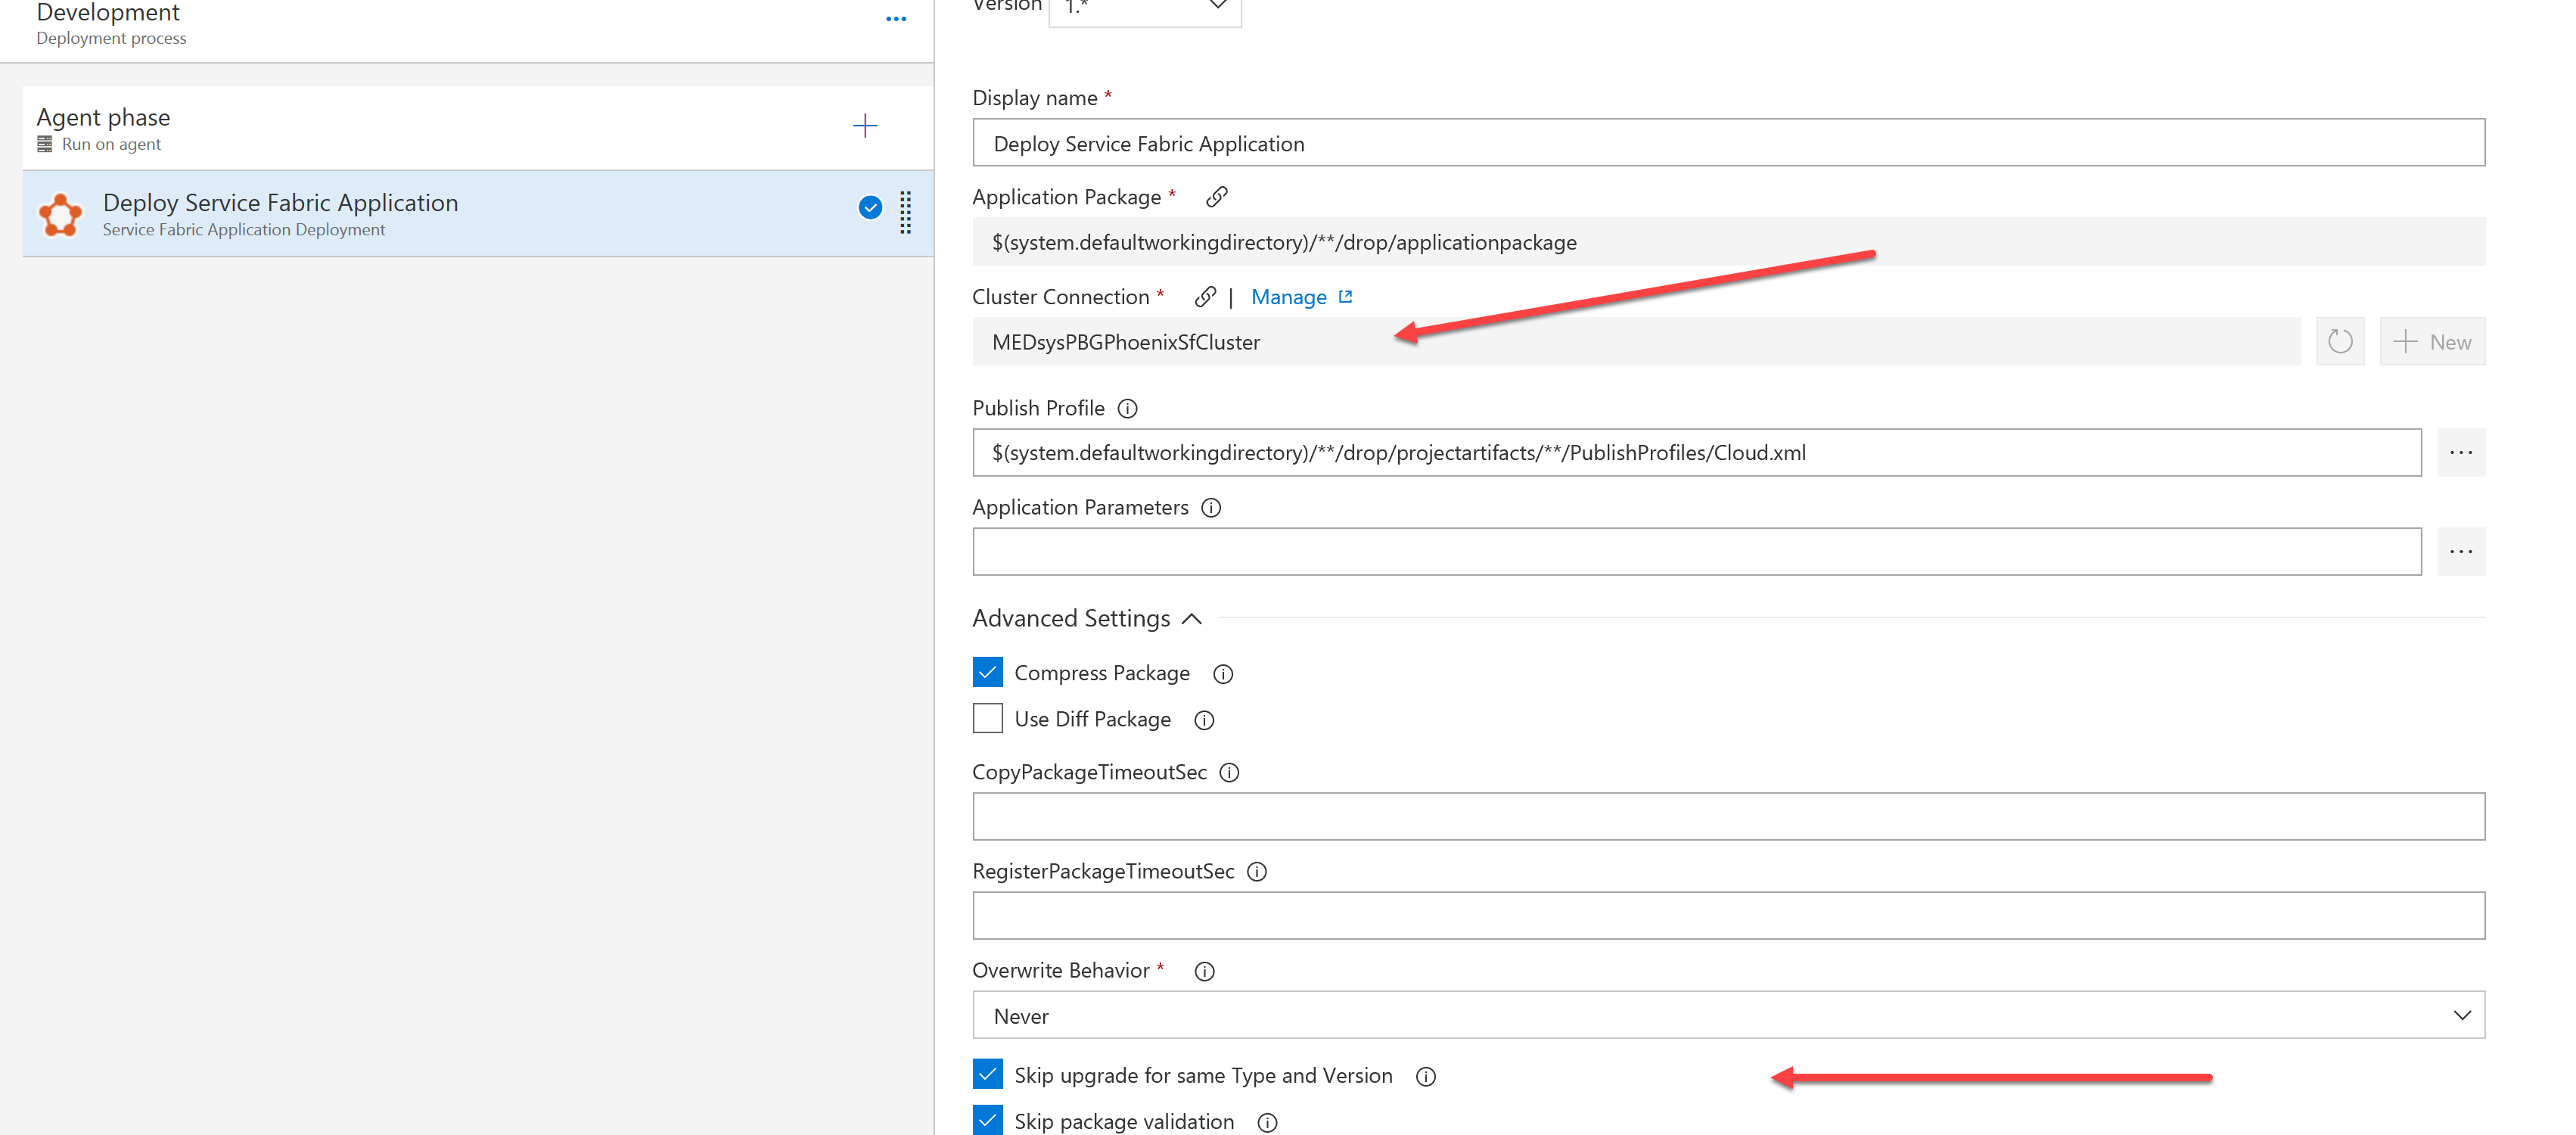 Development
Deployment process
Agent phase
Run on agent
Deploy Service Fabric Application
Service Fabric Application Deployment
Version 1.*
Display name *
Deploy Service Fabric Application
Application Package *
$(system.defaultworkingdirectory)/**/drop/applicationpackage
Cluster Connection * | Manage
MEDsysPBGPhoenixSfCluster
New
Publish Profile
$(system.defaultworkingdirectory)/**/drop/projectartifacts/**/PublishProfiles/Cloud.xml
Application Parameters
Advanced Settings
Compress Package
Use Diff Package
CopyPackageTimeoutSec
RegisterPackageTimeoutSec
Overwrite Behavior *
Never
Skip upgrade for same Type and Version
Skip package validation